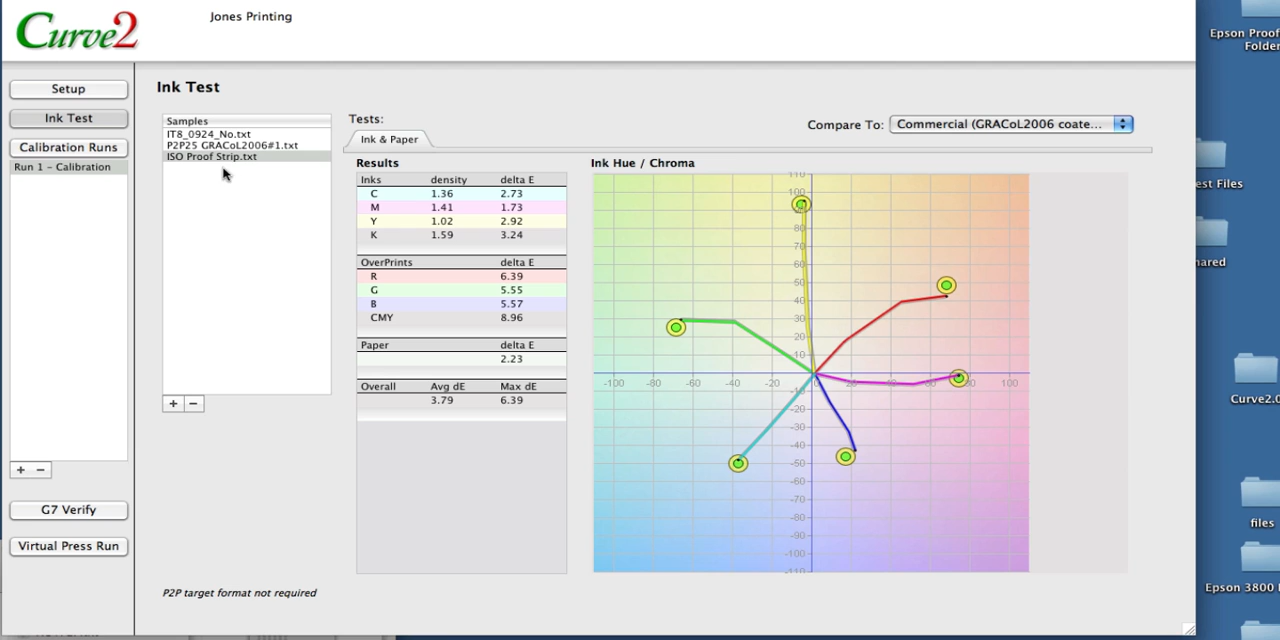 Curve2
Jones Printing
Epson Proof
Folder
Setup
Ink Test
Calibration Runs
Run 1 – Calibration
+ −
G7 Verify
Virtual Press Run
Ink Test
Samples
IT8_0924_No.txt
P2P25 GRACoL2006#1.txt
ISO Proof Strip.txt
+ −
P2P target format not required
Tests:
Ink & Paper
Compare To: Commercial (GRACoL2006 coate...
Results
Inks density delta E
C 1.36 2.73
M 1.41 1.73
Y 1.02 2.92
K 1.59 3.24
OverPrints delta E
R 6.39
G 5.55
B 5.57
CMY 8.96
Paper delta E
2.23
Overall Avg dE Max dE
3.79 6.39
Ink Hue / Chroma
110
100
80
70
60
50
40
30
20
10
-100 -80 -60 -40 -20 20 40 60 80 100
-10
-20
-30
-40
-50
-60
-70
-80
-90
-100
-110
est Files
hared
Curve2.0
files
Epson 3800